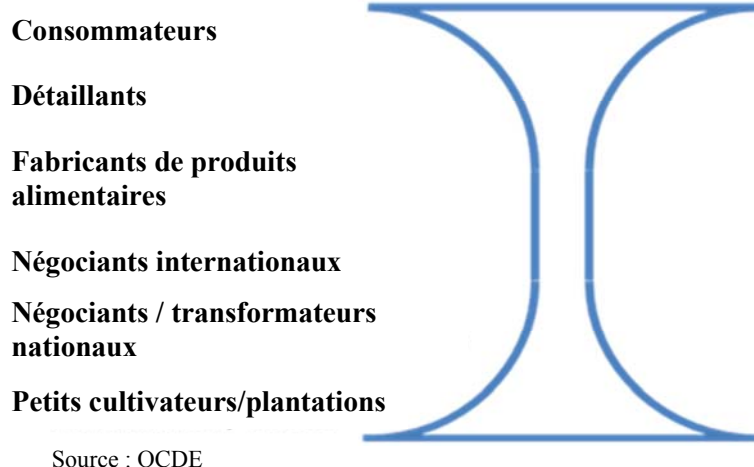 Consommateurs
Détaillants
Fabricants de produits
alimentaires
Négociants internationaux
Négociants / transformateurs
nationaux
Petits cultivateurs/plantations
Source : OCDE